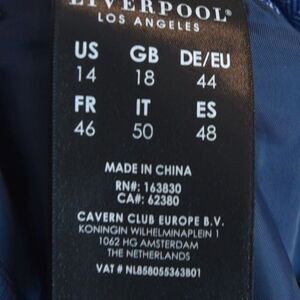 LIVERPOOL®
LOS ANGELES
US GB DE/EU
14 18 44
FR IT ES
46 50 48
MADE IN CHINA
RN#: 163830
CA#: 62380
CAVERN CLUB EUROPE B.V.
KONINGIN WILHELMINAPLEIN 1
1062 HG AMSTERDAM
THE NETHERLANDS
VAT # NL858055363B01